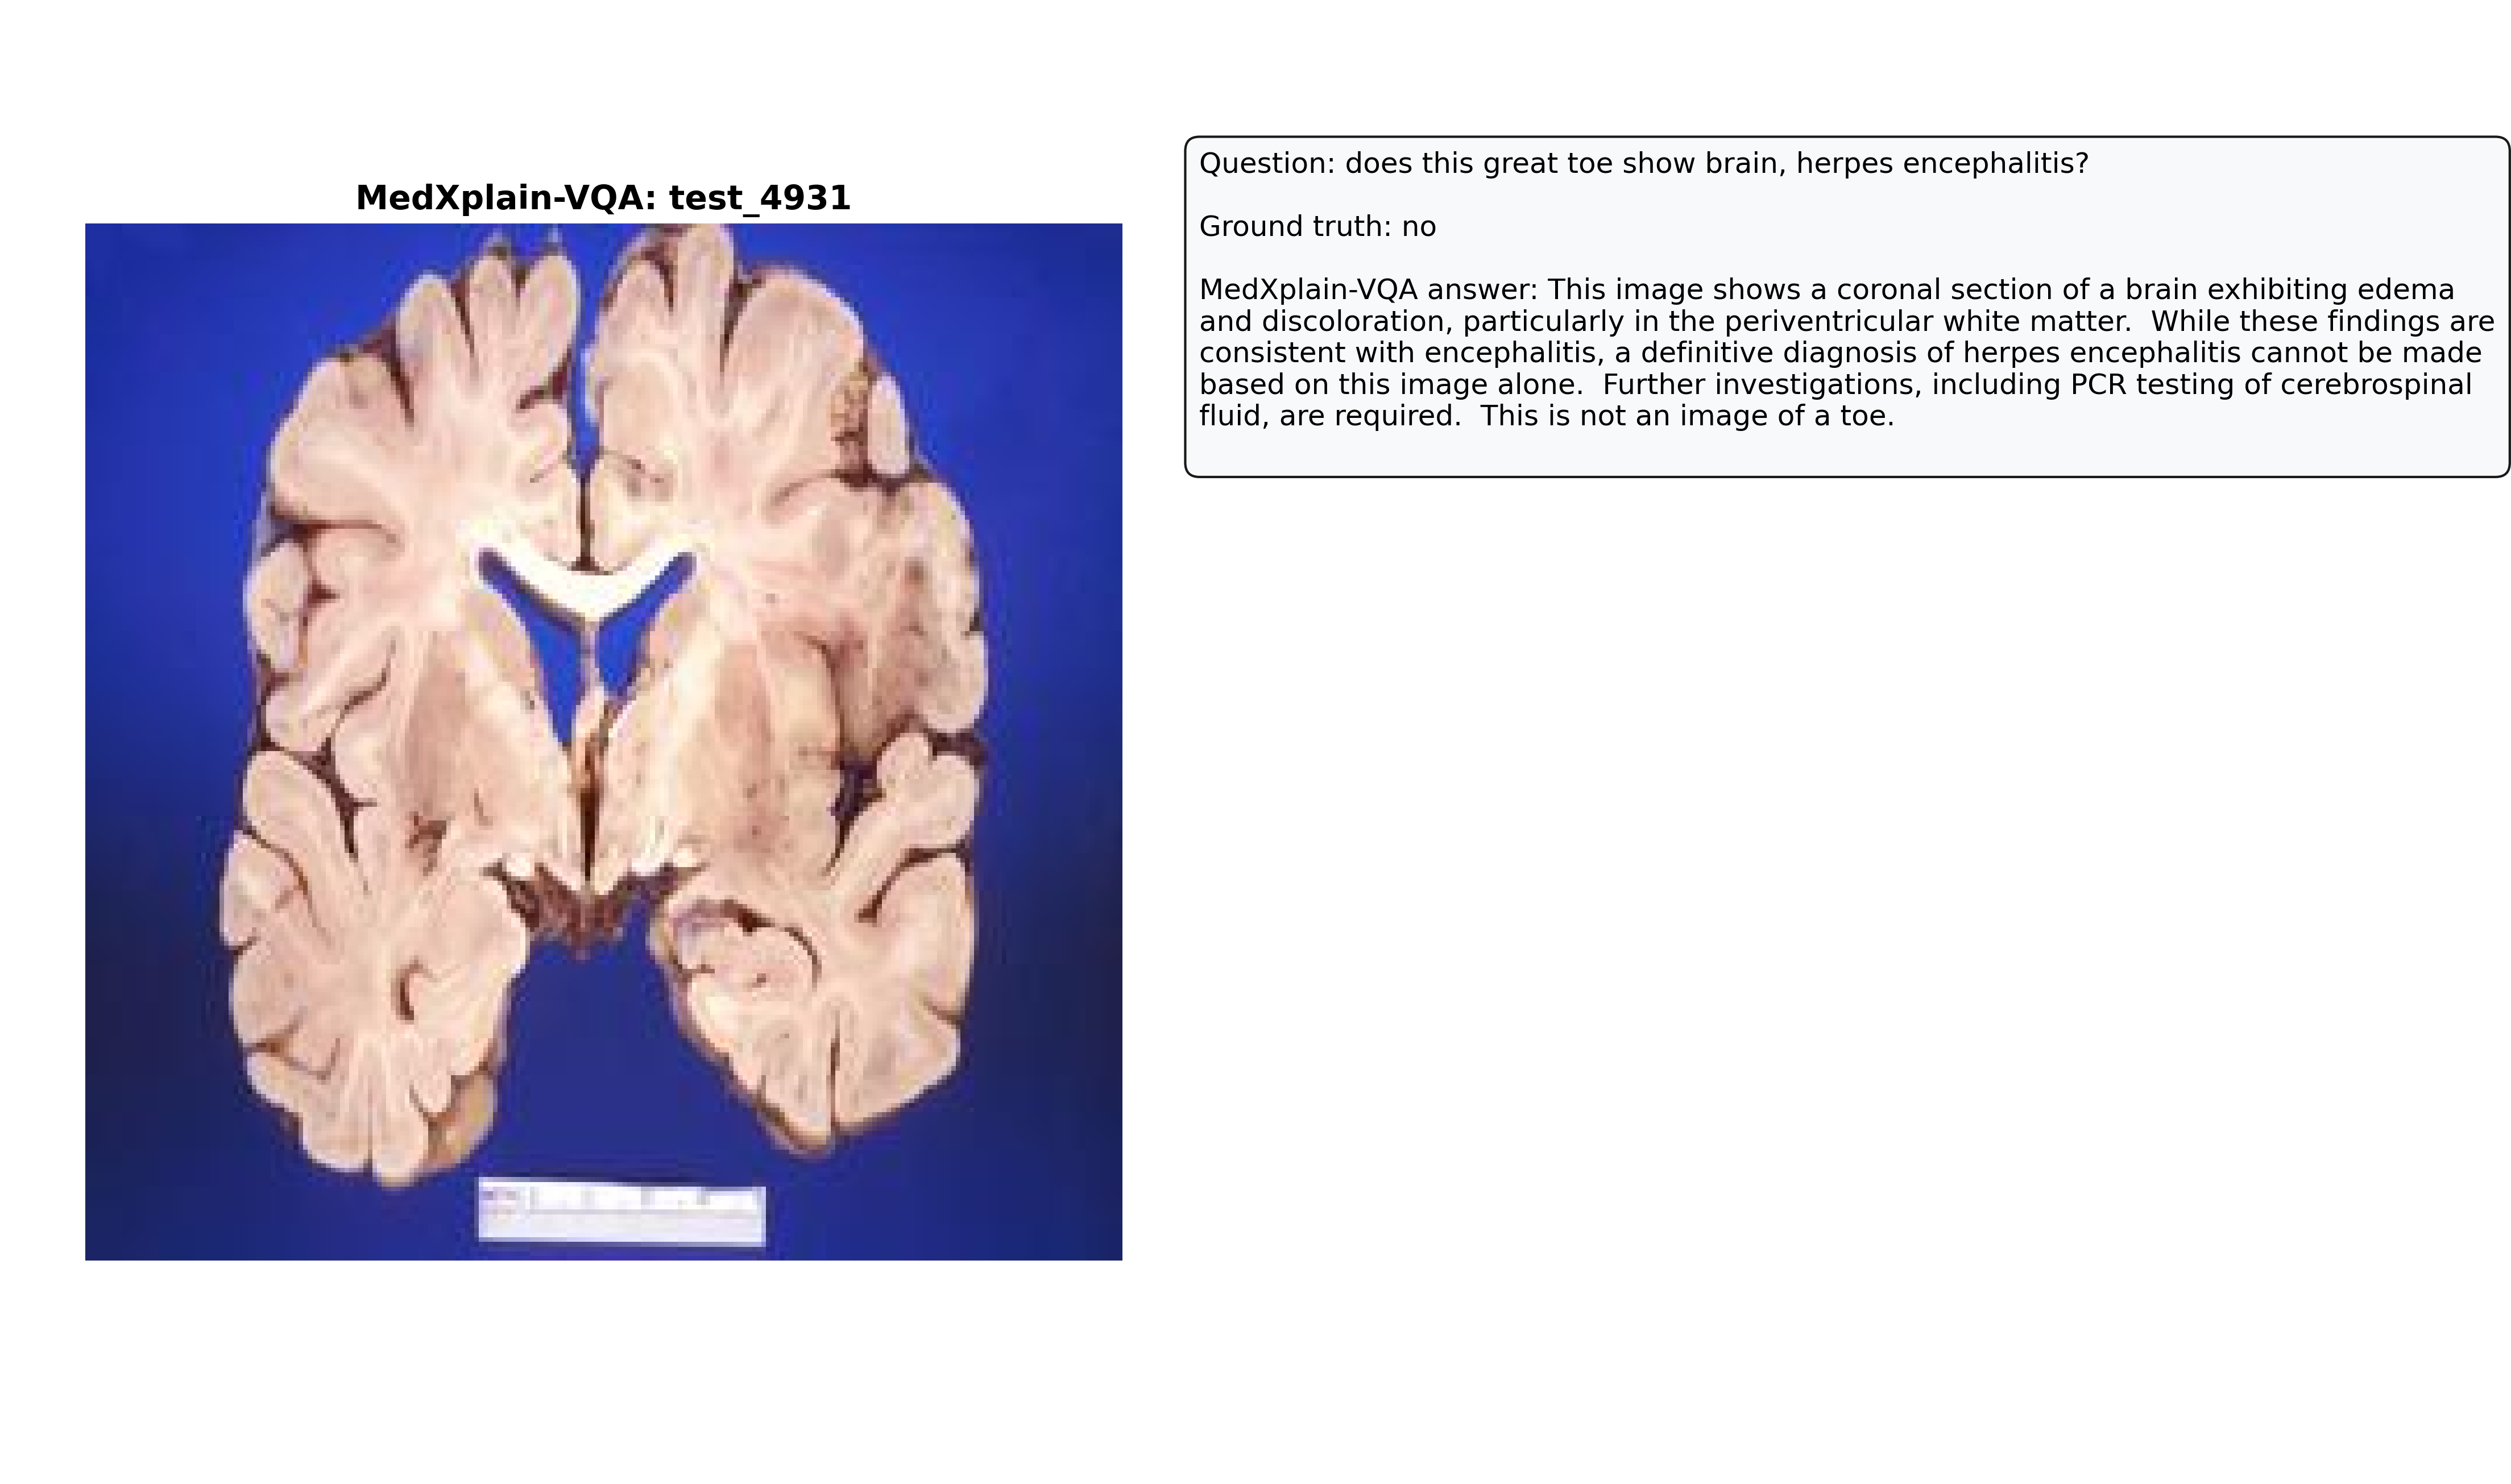 MedXplain-VQA: test_4931
Question: does this great toe show brain, herpes encephalitis?
Ground truth: no
MedXplain-VQA answer: This image shows a coronal section of a brain exhibiting edema
and discoloration, particularly in the periventricular white matter.  While these findings are
consistent with encephalitis, a definitive diagnosis of herpes encephalitis cannot be made
based on this image alone.  Further investigations, including PCR testing of cerebrospinal
fluid, are required.  This is not an image of a toe.